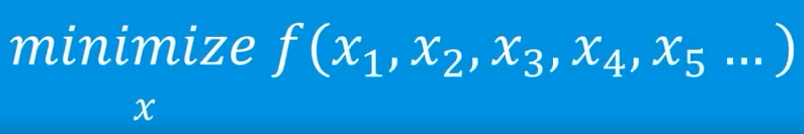 minimize f(x₁, x₂, x₃, x₄, x₅ ...)
x